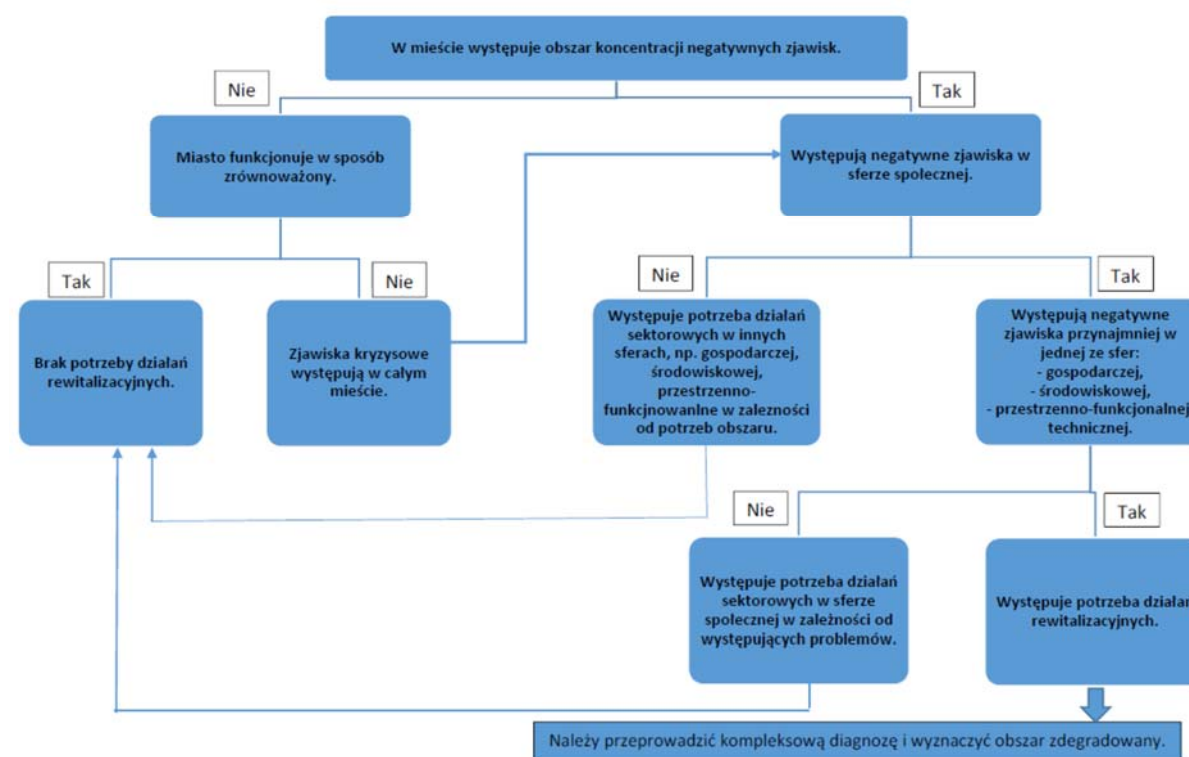 W mieście występuje obszar koncentracji negatywnych zjawisk.
Nie
Tak
Miasto funkcjonuje w sposób
zrównoważony.
Występują negatywne zjawiska w
sferze społecznej.
Tak
Nie
Nie
Tak
Brak potrzeby działań
rewitalizacyjnych.
Zjawiska kryzysowe
występują w całym
mieście.
Występuje potrzeba działań
sektorowych w innych
sferach, np. gospodarczej,
środowiskowej,
przestrzenno-
funkcjnowanlne w zalezności
od potrzeb obszaru.
Występują negatywne
zjawiska przynajmniej w
jednej ze sfer:
- gospodarczej,
- środowiskowej,
- przestrzenno-funkcjonalnej
technicznej.
Nie
Tak
Występuje potrzeba działań
sektorowych w sferze
społecznej w zależności od
występujących problemów.
Występuje potrzeba działań
rewitalizacyjnych.
Należy przeprowadzić kompleksową diagnozę i wyznaczyć obszar zdegradowany.